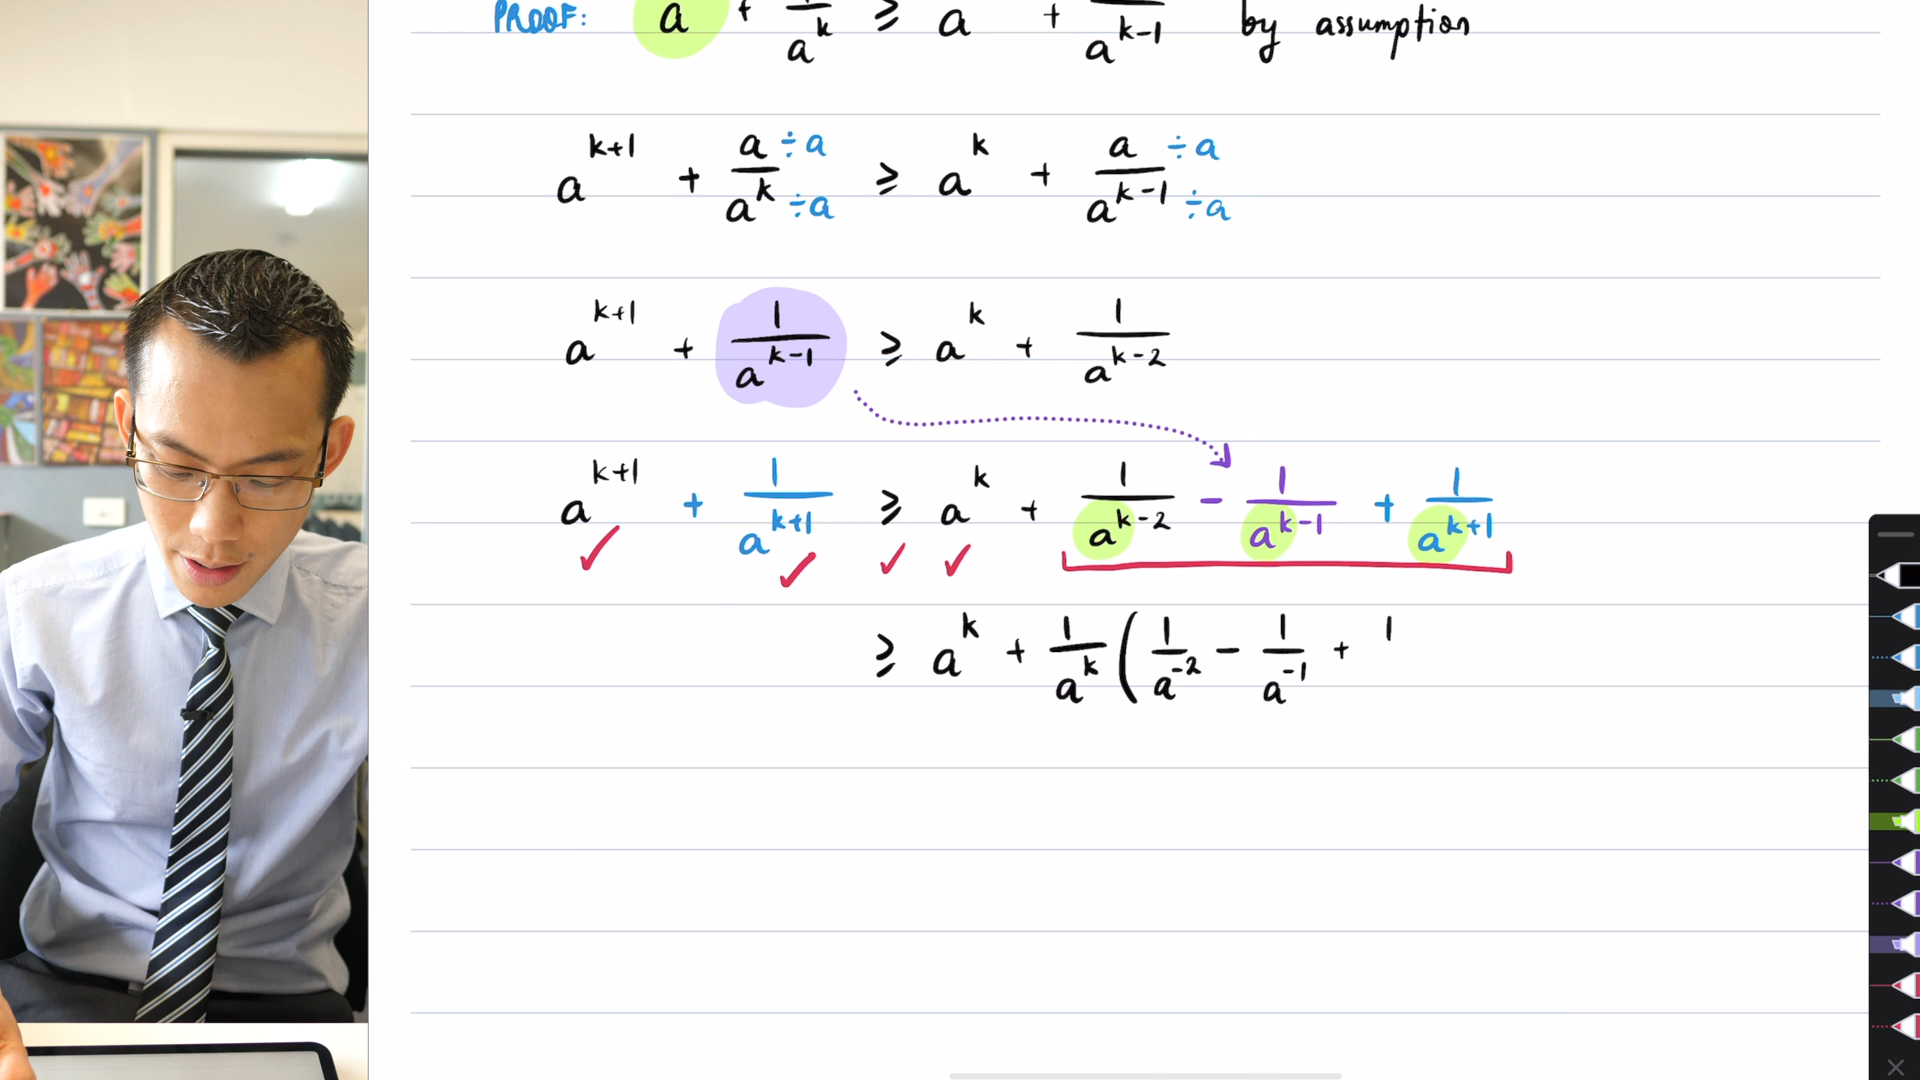 PROOF: a + 1/a^k ≥ a + 1/a^(k-1) by assumption
a^(k+1) + a/a^k ÷a ÷a ≥ a^k + a/a^(k-1) ÷a ÷a
a^(k+1) + 1/a^(k-1) ≥ a^k + 1/a^(k-2)
a^(k+1) + 1/a^(k+1) ≥ a^k + 1/a^(k-2) - 1/a^(k-1) + 1/a^(k+1)
≥ a^k + 1/a^k ( 1/a^(-2) - 1/a^(-1) + 1